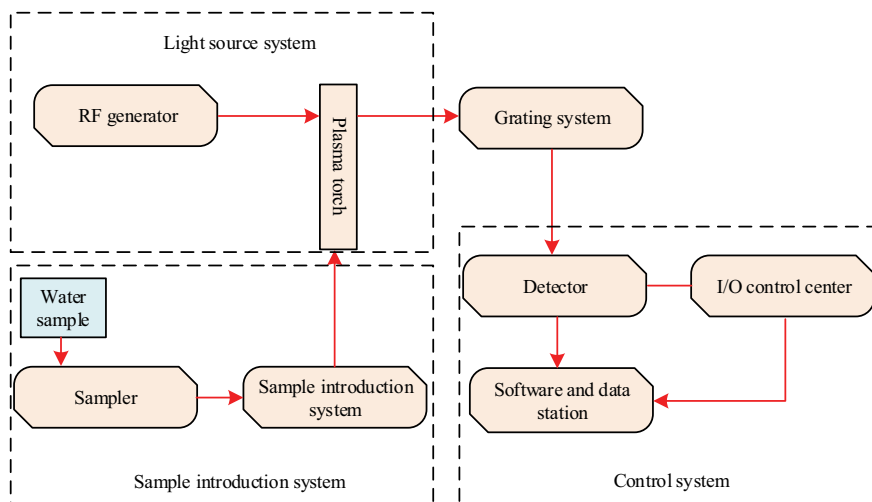 Light source system
RF generator
Plasma torch
Grating system
Water
sample
Sampler
Sample introduction
system
Sample introduction system
Detector
I/O control center
Software and data
station
Control system